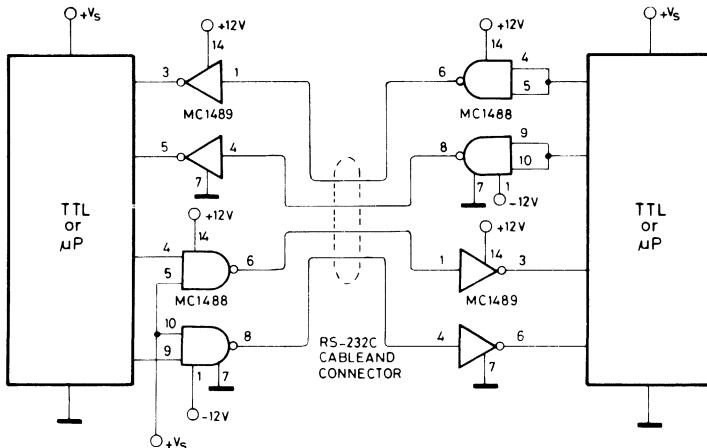 +Vs
+12V
+12V
+Vs
14
14
3
1
6
4
5
MC1489
MC1488
5
4
8
9
10
7
7
1
-12V
TTL
or
µP
+12V
14
4
5
6
MC1488
+12V
14
1
3
MC1489
TTL
or
µP
10
9
8
1
7
-12V
RS-232C
CABLE AND
CONNECTOR
4
6
7
+Vs